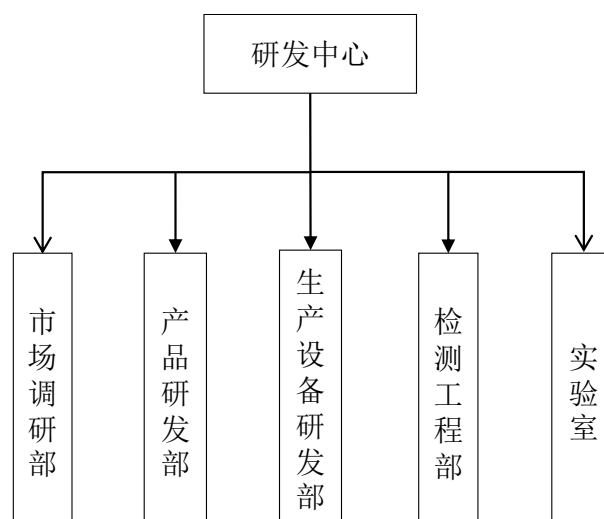 研发中心
市场调研部
产品研发部
生产设备研发部
检测工程部
实验室